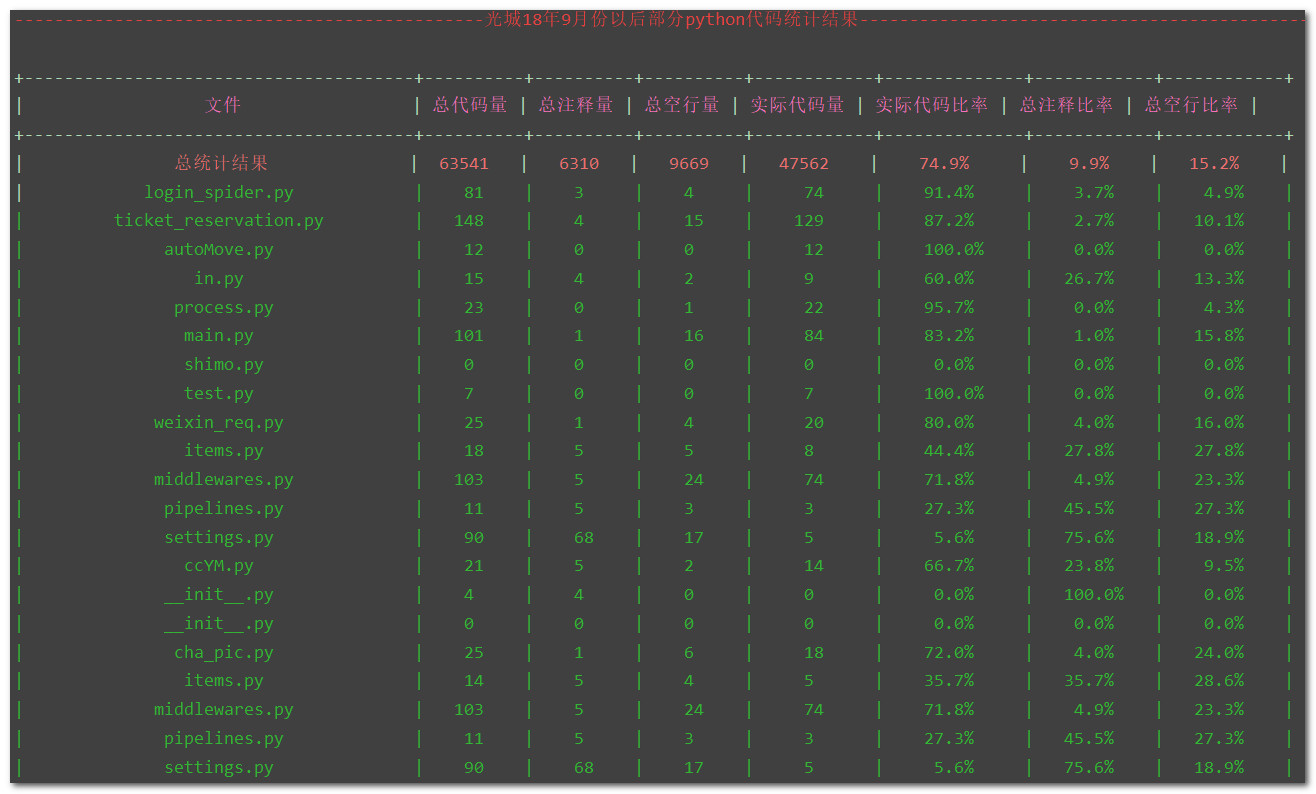 光城18年9月份以后部分python代码统计结果
文件 | 总代码量 | 总注释量 | 总空行量 | 实际代码量 | 实际代码比率 | 总注释比率 | 总空行比率
总统计结果 | 63541 | 6310 | 9669 | 47562 | 74.9% | 9.9% | 15.2%
login_spider.py | 81 | 3 | 4 | 74 | 91.4% | 3.7% | 4.9%
ticket_reservation.py | 148 | 4 | 15 | 129 | 87.2% | 2.7% | 10.1%
autoMove.py | 12 | 0 | 0 | 12 | 100.0% | 0.0% | 0.0%
in.py | 15 | 4 | 2 | 9 | 60.0% | 26.7% | 13.3%
process.py | 23 | 0 | 1 | 22 | 95.7% | 0.0% | 4.3%
main.py | 101 | 1 | 16 | 84 | 83.2% | 1.0% | 15.8%
shimo.py | 0 | 0 | 0 | 0 | 0.0% | 0.0% | 0.0%
test.py | 7 | 0 | 0 | 7 | 100.0% | 0.0% | 0.0%
weixin_req.py | 25 | 1 | 4 | 20 | 80.0% | 4.0% | 16.0%
items.py | 18 | 5 | 5 | 8 | 44.4% | 27.8% | 27.8%
middlewares.py | 103 | 5 | 24 | 74 | 71.8% | 4.9% | 23.3%
pipelines.py | 11 | 5 | 3 | 3 | 27.3% | 45.5% | 27.3%
settings.py | 90 | 68 | 17 | 5 | 5.6% | 75.6% | 18.9%
ccYM.py | 21 | 5 | 2 | 14 | 66.7% | 23.8% | 9.5%
__init__.py | 4 | 4 | 0 | 0 | 0.0% | 100.0% | 0.0%
__init__.py | 0 | 0 | 0 | 0 | 0.0% | 0.0% | 0.0%
cha_pic.py | 25 | 1 | 6 | 18 | 72.0% | 4.0% | 24.0%
items.py | 14 | 5 | 4 | 5 | 35.7% | 35.7% | 28.6%
middlewares.py | 103 | 5 | 24 | 74 | 71.8% | 4.9% | 23.3%
pipelines.py | 11 | 5 | 3 | 3 | 27.3% | 45.5% | 27.3%
settings.py | 90 | 68 | 17 | 5 | 5.6% | 75.6% | 18.9%